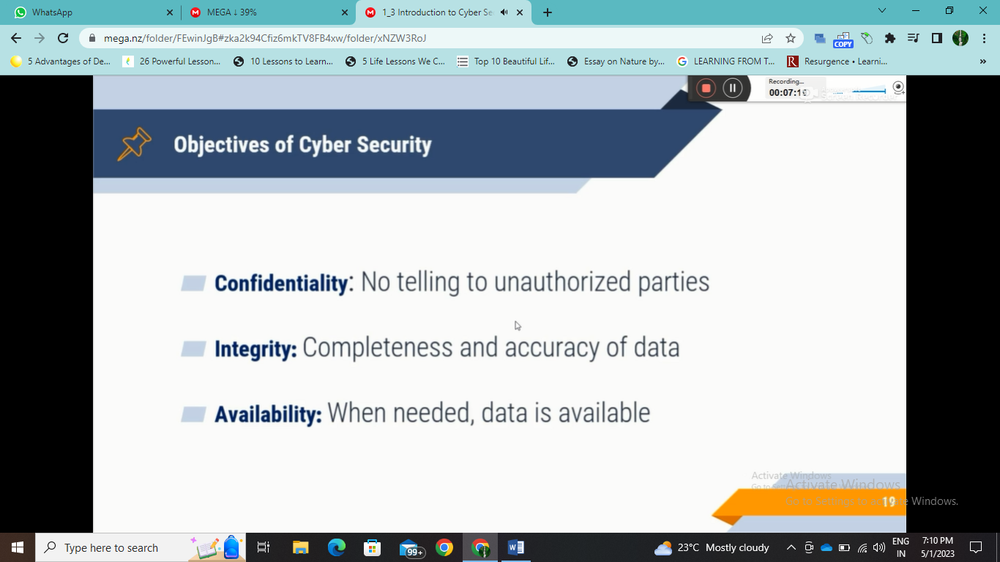 WhatsApp
MEGA ↓ 39%
1_3 Introduction to Cyber Se
mega.nz/folder/FEwinJgB#zka2k94Cfiz6mkTV8FB4xw/folder/xNZW3RoJ
COPY
5 Advantages of De...
26 Powerful Lesson...
10 Lessons to Learn...
5 Life Lessons We C...
Top 10 Beautiful Lif...
Essay on Nature by...
LEARNING FROM T...
Resurgence • Learni...
»
Recording...
00:07:1
Screen Recorder
Objectives of Cyber Security
Confidentiality: No telling to unauthorized parties
Integrity: Completeness and accuracy of data
Availability: When needed, data is available
Activate Windows
Activate Windows
Go to Settings to activate Windows.
19
Type here to search
99+
23°C Mostly cloudy
ENG
IN
7:10 PM
5/1/2023